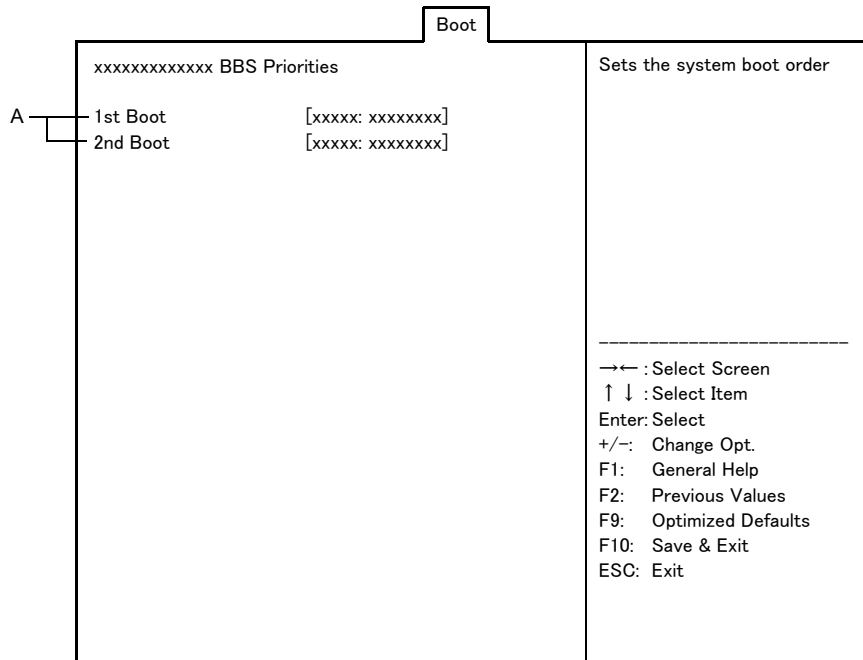 Boot
xxxxxxxxxxxxx BBS Priorities
A
1st Boot [xxxxx: xxxxxxxx]
2nd Boot [xxxxx: xxxxxxxx]
Sets the system boot order
-------------------------
→← : Select Screen
↑ ↓ : Select Item
Enter: Select
+/-: Change Opt.
F1: General Help
F2: Previous Values
F9: Optimized Defaults
F10: Save & Exit
ESC: Exit